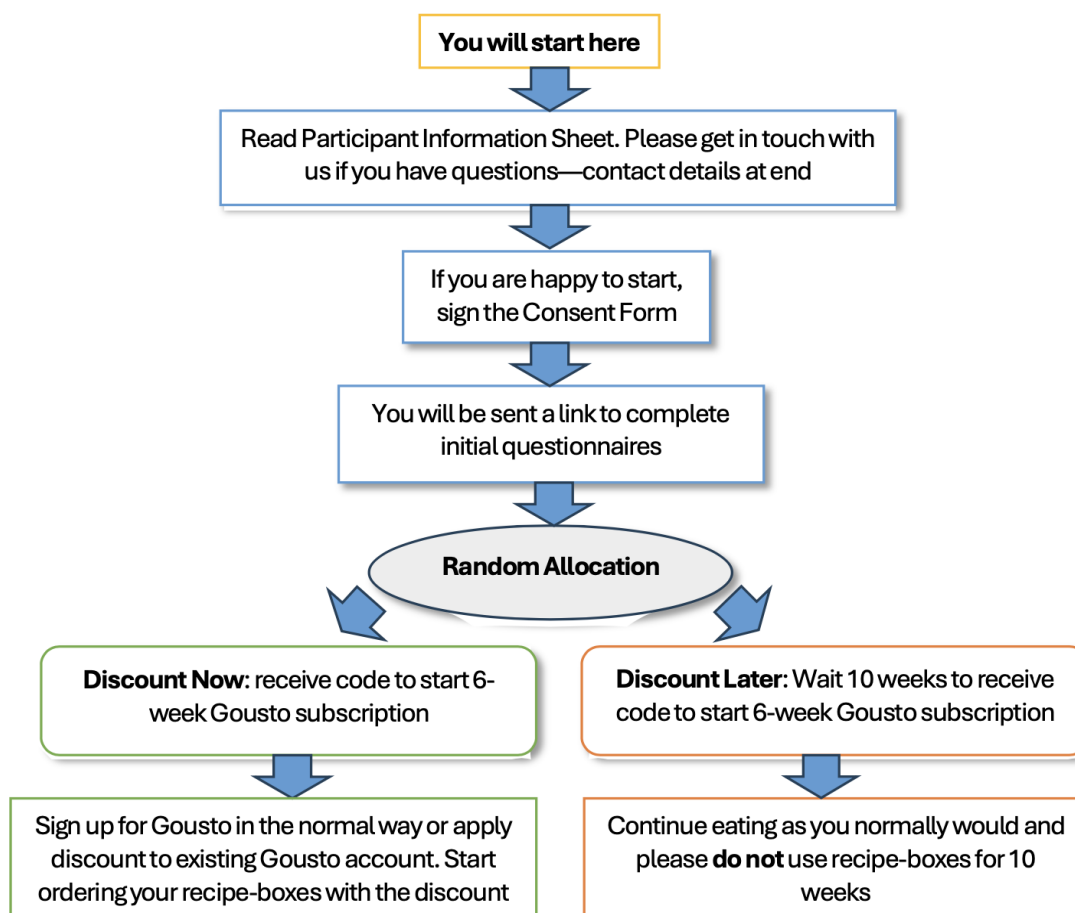 You will start here
Read Participant Information Sheet. Please get in touch with
us if you have questions—contact details at end
If you are happy to start,
sign the Consent Form
You will be sent a link to complete
initial questionnaires
Random Allocation
Discount Now: receive code to start 6-
week Gousto subscription
Discount Later: Wait 10 weeks to receive
code to start 6-week Gousto subscription
Sign up for Gousto in the normal way or apply
discount to existing Gousto account. Start
ordering your recipe-boxes with the discount
Continue eating as you normally would and
please do not use recipe-boxes for 10
weeks